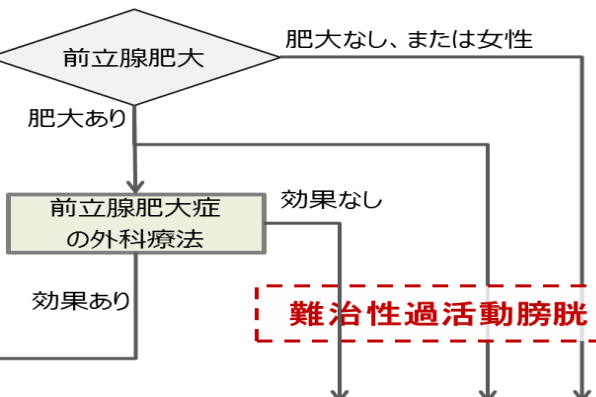 前立腺肥大
肥大なし、または女性
肥大あり
前立腺肥大症
の外科療法
効果なし
効果あり
難治性過活動膀胱